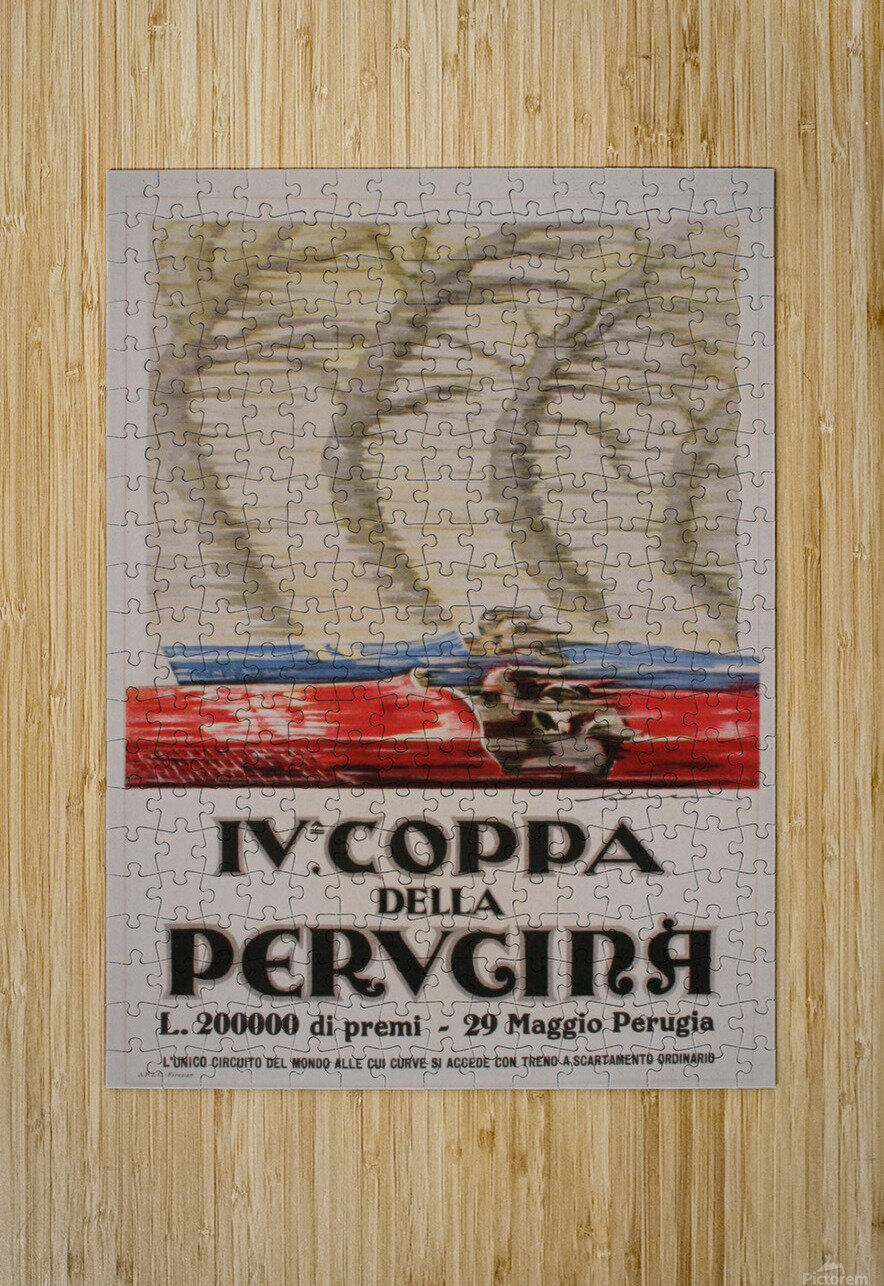 IVª. COPPA
DELLA
PERVGINA
L. 200000 di premi - 29 Maggio Perugia
L'UNICO CIRCUITO DEL MONDO ALLE CUI CURVE SI ACCEDE CON TRENO A SCARTAMENTO ORDINARIO
Firenze
Pictorem